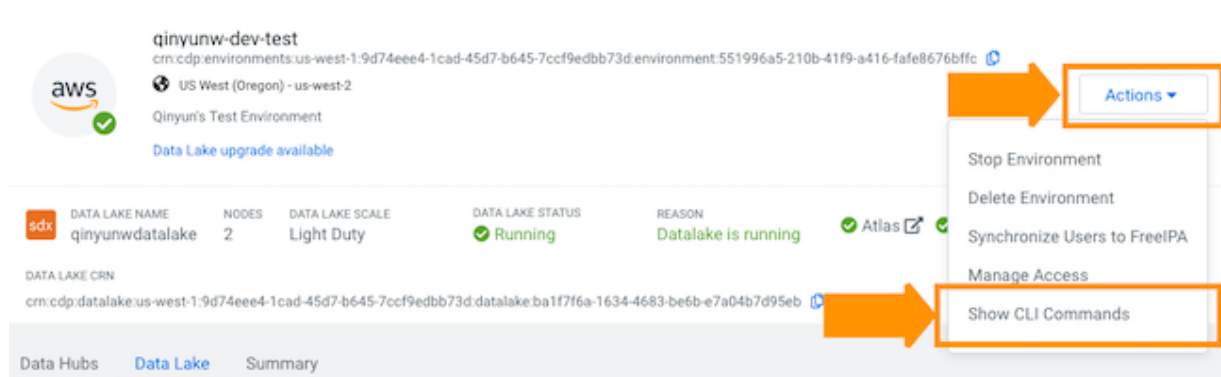 qinyunw-dev-test
crn:cdp:environments:us-west-1:9d74eee4-1cad-45d7-b645-7ccf9edbb73d:environment:551996a5-210b-41f9-a416-fafe8676bffc
aws
US West (Oregon) - us-west-2
Actions
Qinyun's Test Environment
Data Lake upgrade available
Stop Environment
Delete Environment
Synchronize Users to FreeIPA
Manage Access
Show CLI Commands
sdx
DATA LAKE NAME NODES DATA LAKE SCALE DATA LAKE STATUS REASON
qinyunwdatalake 2 Light Duty Running Datalake is running Atlas
DATA LAKE CRN
crn:cdp:datalake:us-west-1:9d74eee4-1cad-45d7-b645-7ccf9edbb73d:datalake:ba1f7f6a-1634-4683-be6b-e7a04b7d95eb
Data Hubs Data Lake Summary